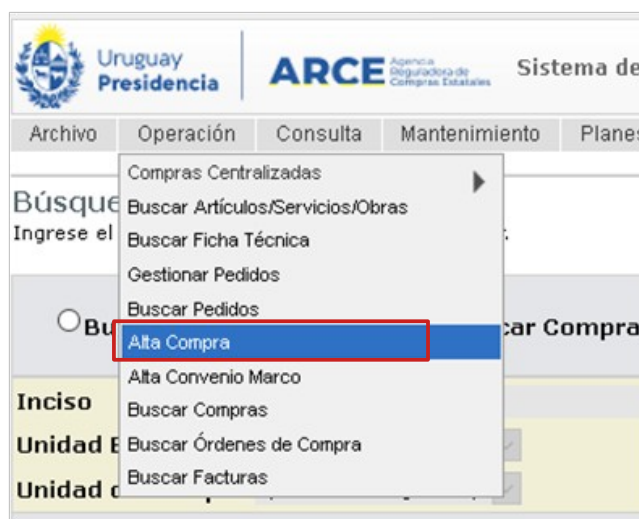 Uruguay
Presidencia
ARCE
Agencia
Reguladora de
Compras Estatales
Sistema de
Archivo Operación Consulta Mantenimiento Planes
Compras Centralizadas
Búsque
Buscar Artículos/Servicios/Obras
Ingrese el
Buscar Ficha Técnica
Gestionar Pedidos
Buscar Pedidos
Bu
car Compra
Alta Compra
Alta Convenio Marco
Inciso
Buscar Compras
Unidad E
Buscar Órdenes de Compra
Buscar Facturas
Unidad d